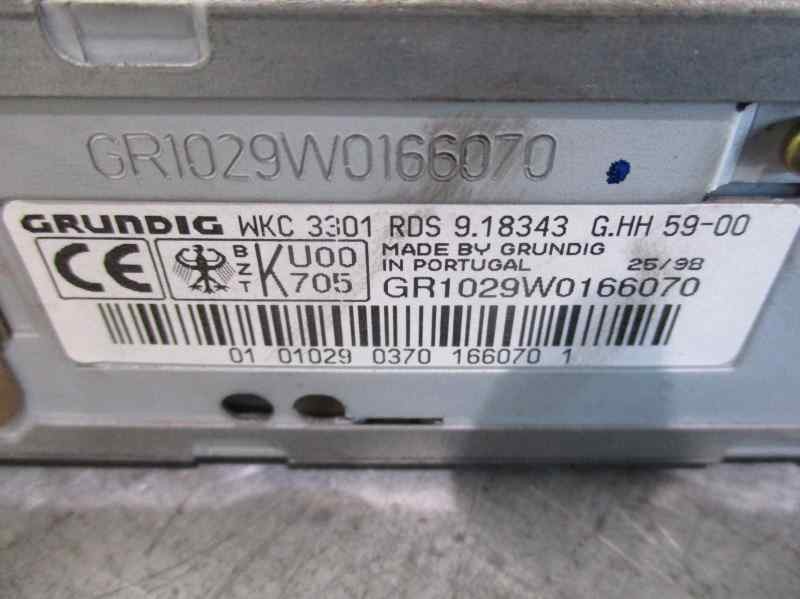 GR1029W0166070
GRUNDIG WKC 3301 RDS 9.18343 G.HH 59-00
CE BZT KU00 705 MADE BY GRUNDIG
IN PORTUGAL 25/98
GR1029W0166070
01 01029 0370 166070 1